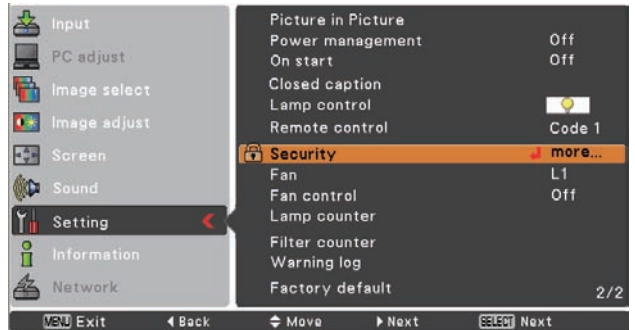 Input
PC adjust
Image select
Image adjust
Screen
Sound
Setting
Information
Network
Picture in Picture
Power management Off
On start Off
Closed caption
Lamp control
Remote control Code 1
Security more...
Fan L1
Fan control Off
Lamp counter
Filter counter
Warning log
Factory default
2/2
MENU Exit Back Move Next SELECT Next